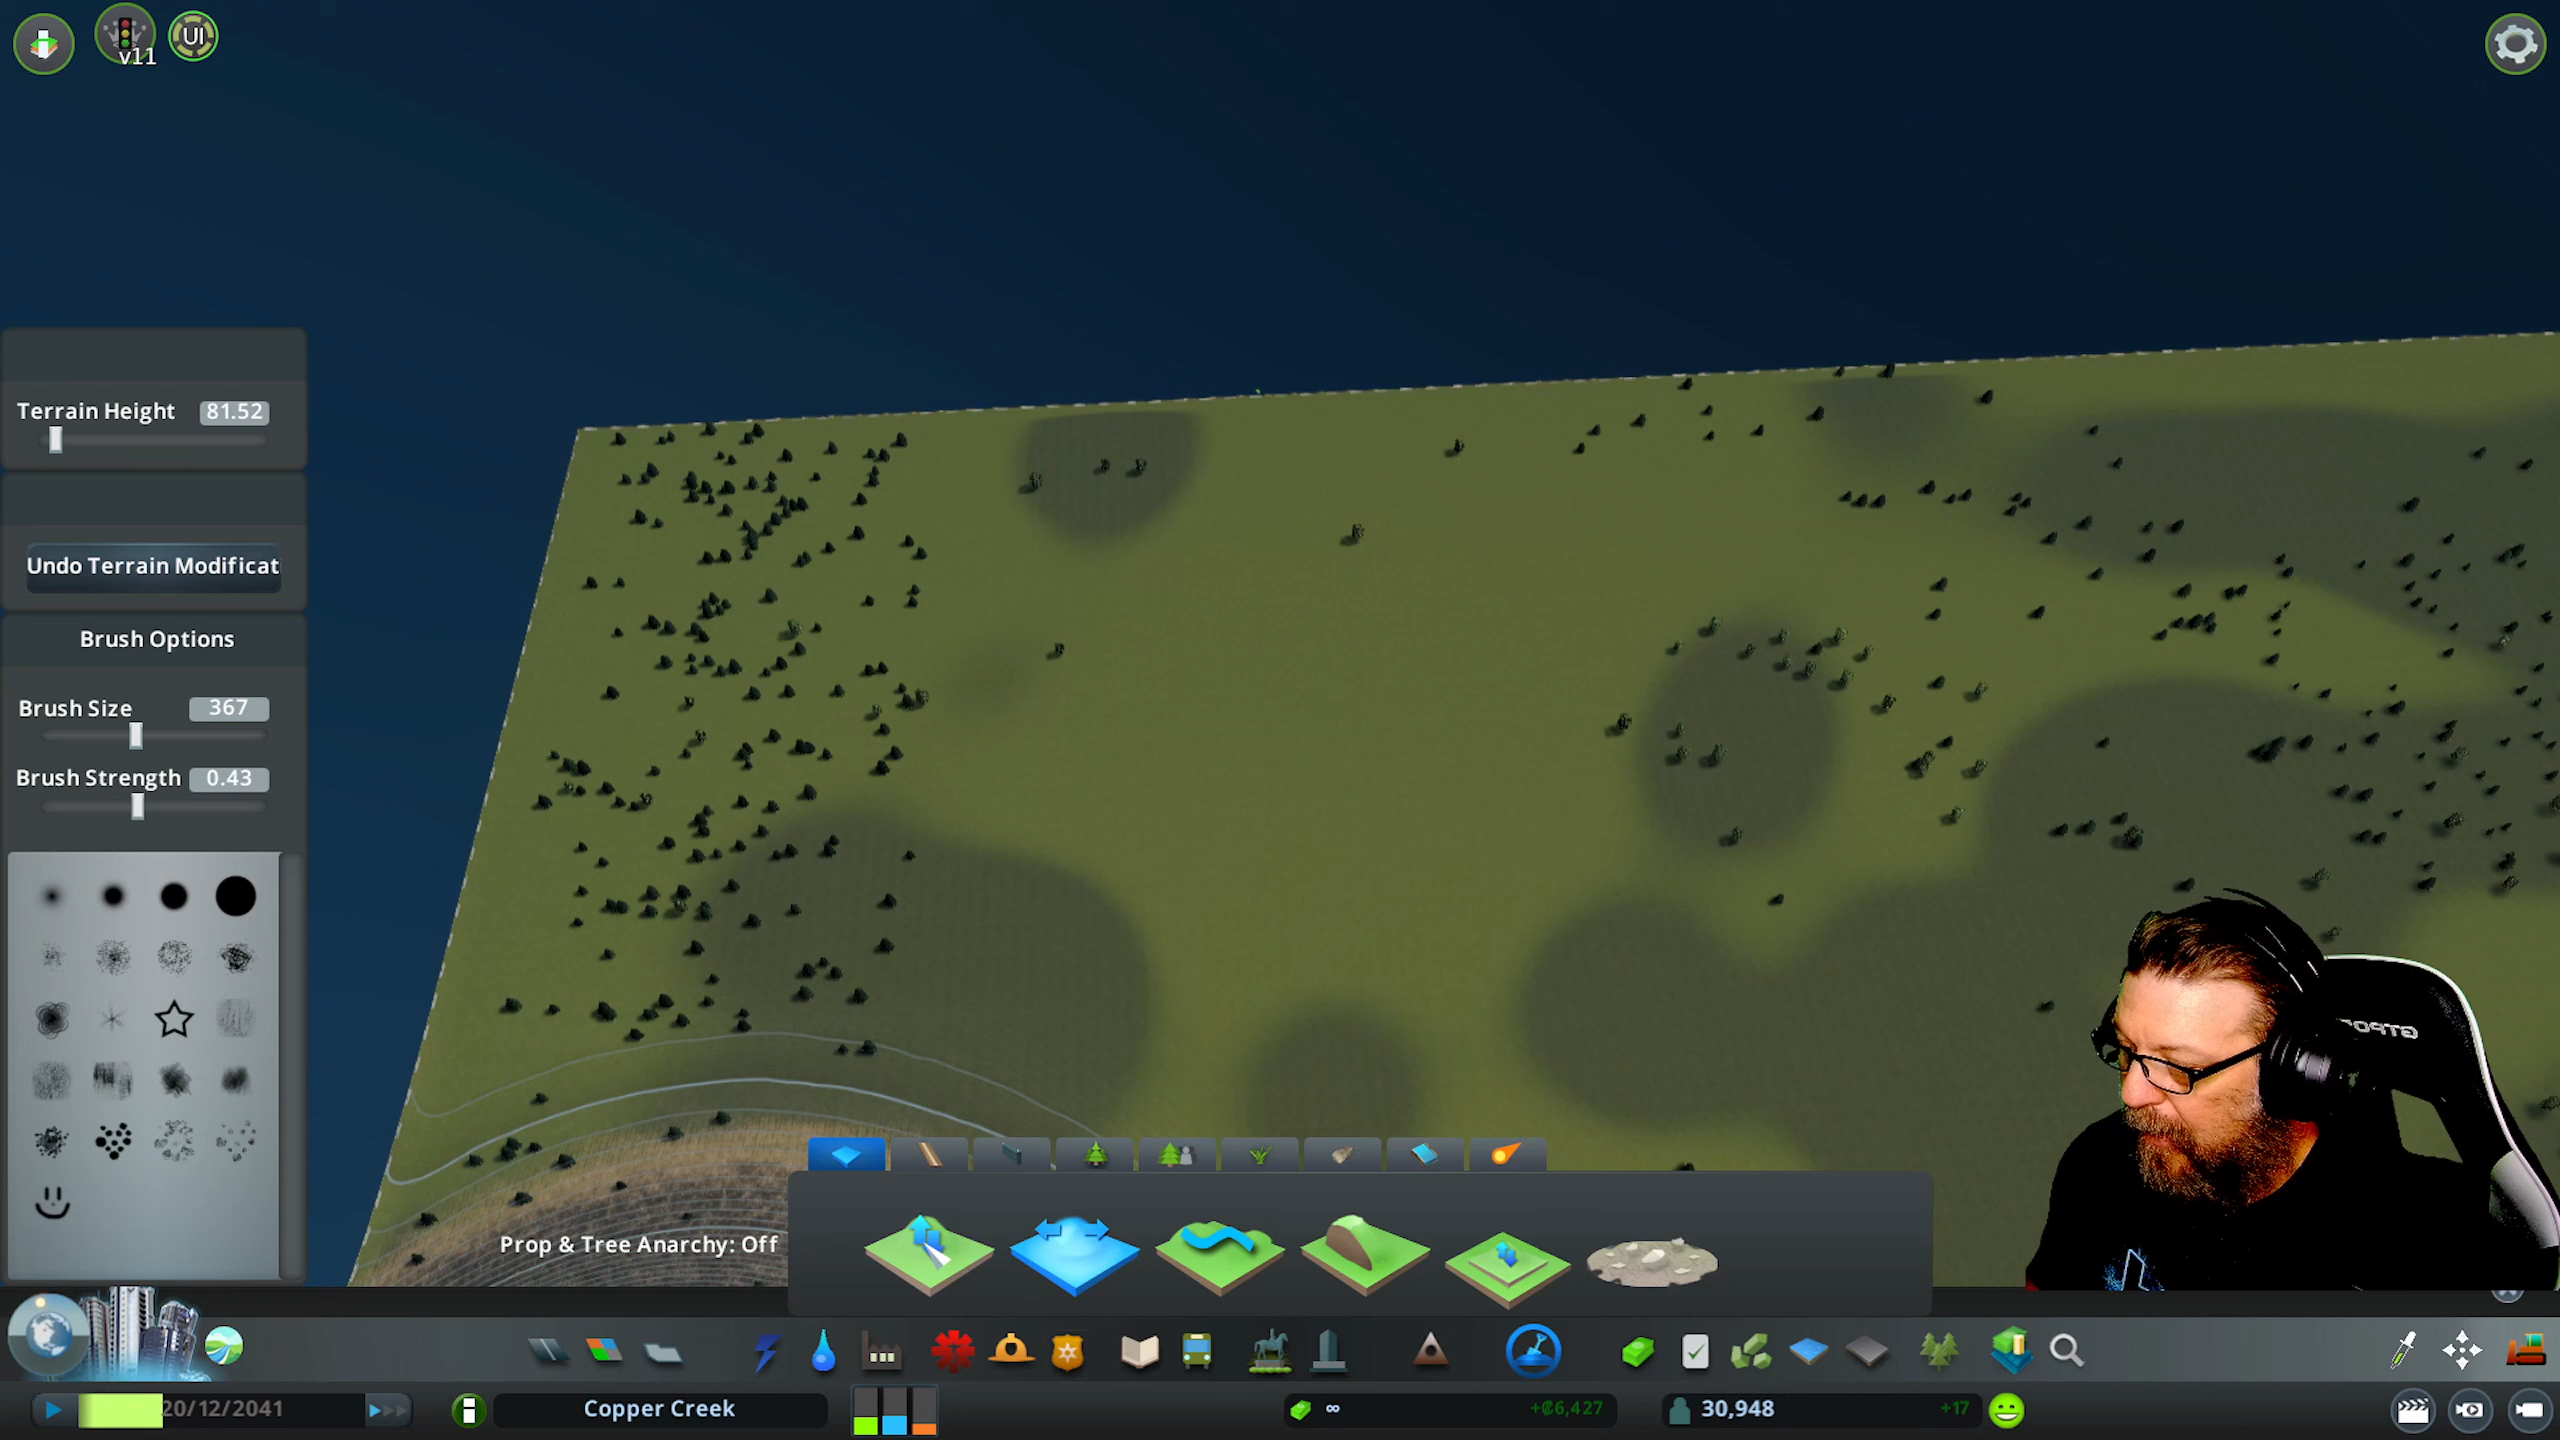 v11
UI
Terrain Height 81.52
Undo Terrain Modificat
Brush Options
Brush Size 367
Brush Strength 0.43
Prop & Tree Anarchy: Off
20/12/2041
Copper Creek
∞
+₡6,427
30,948
+17